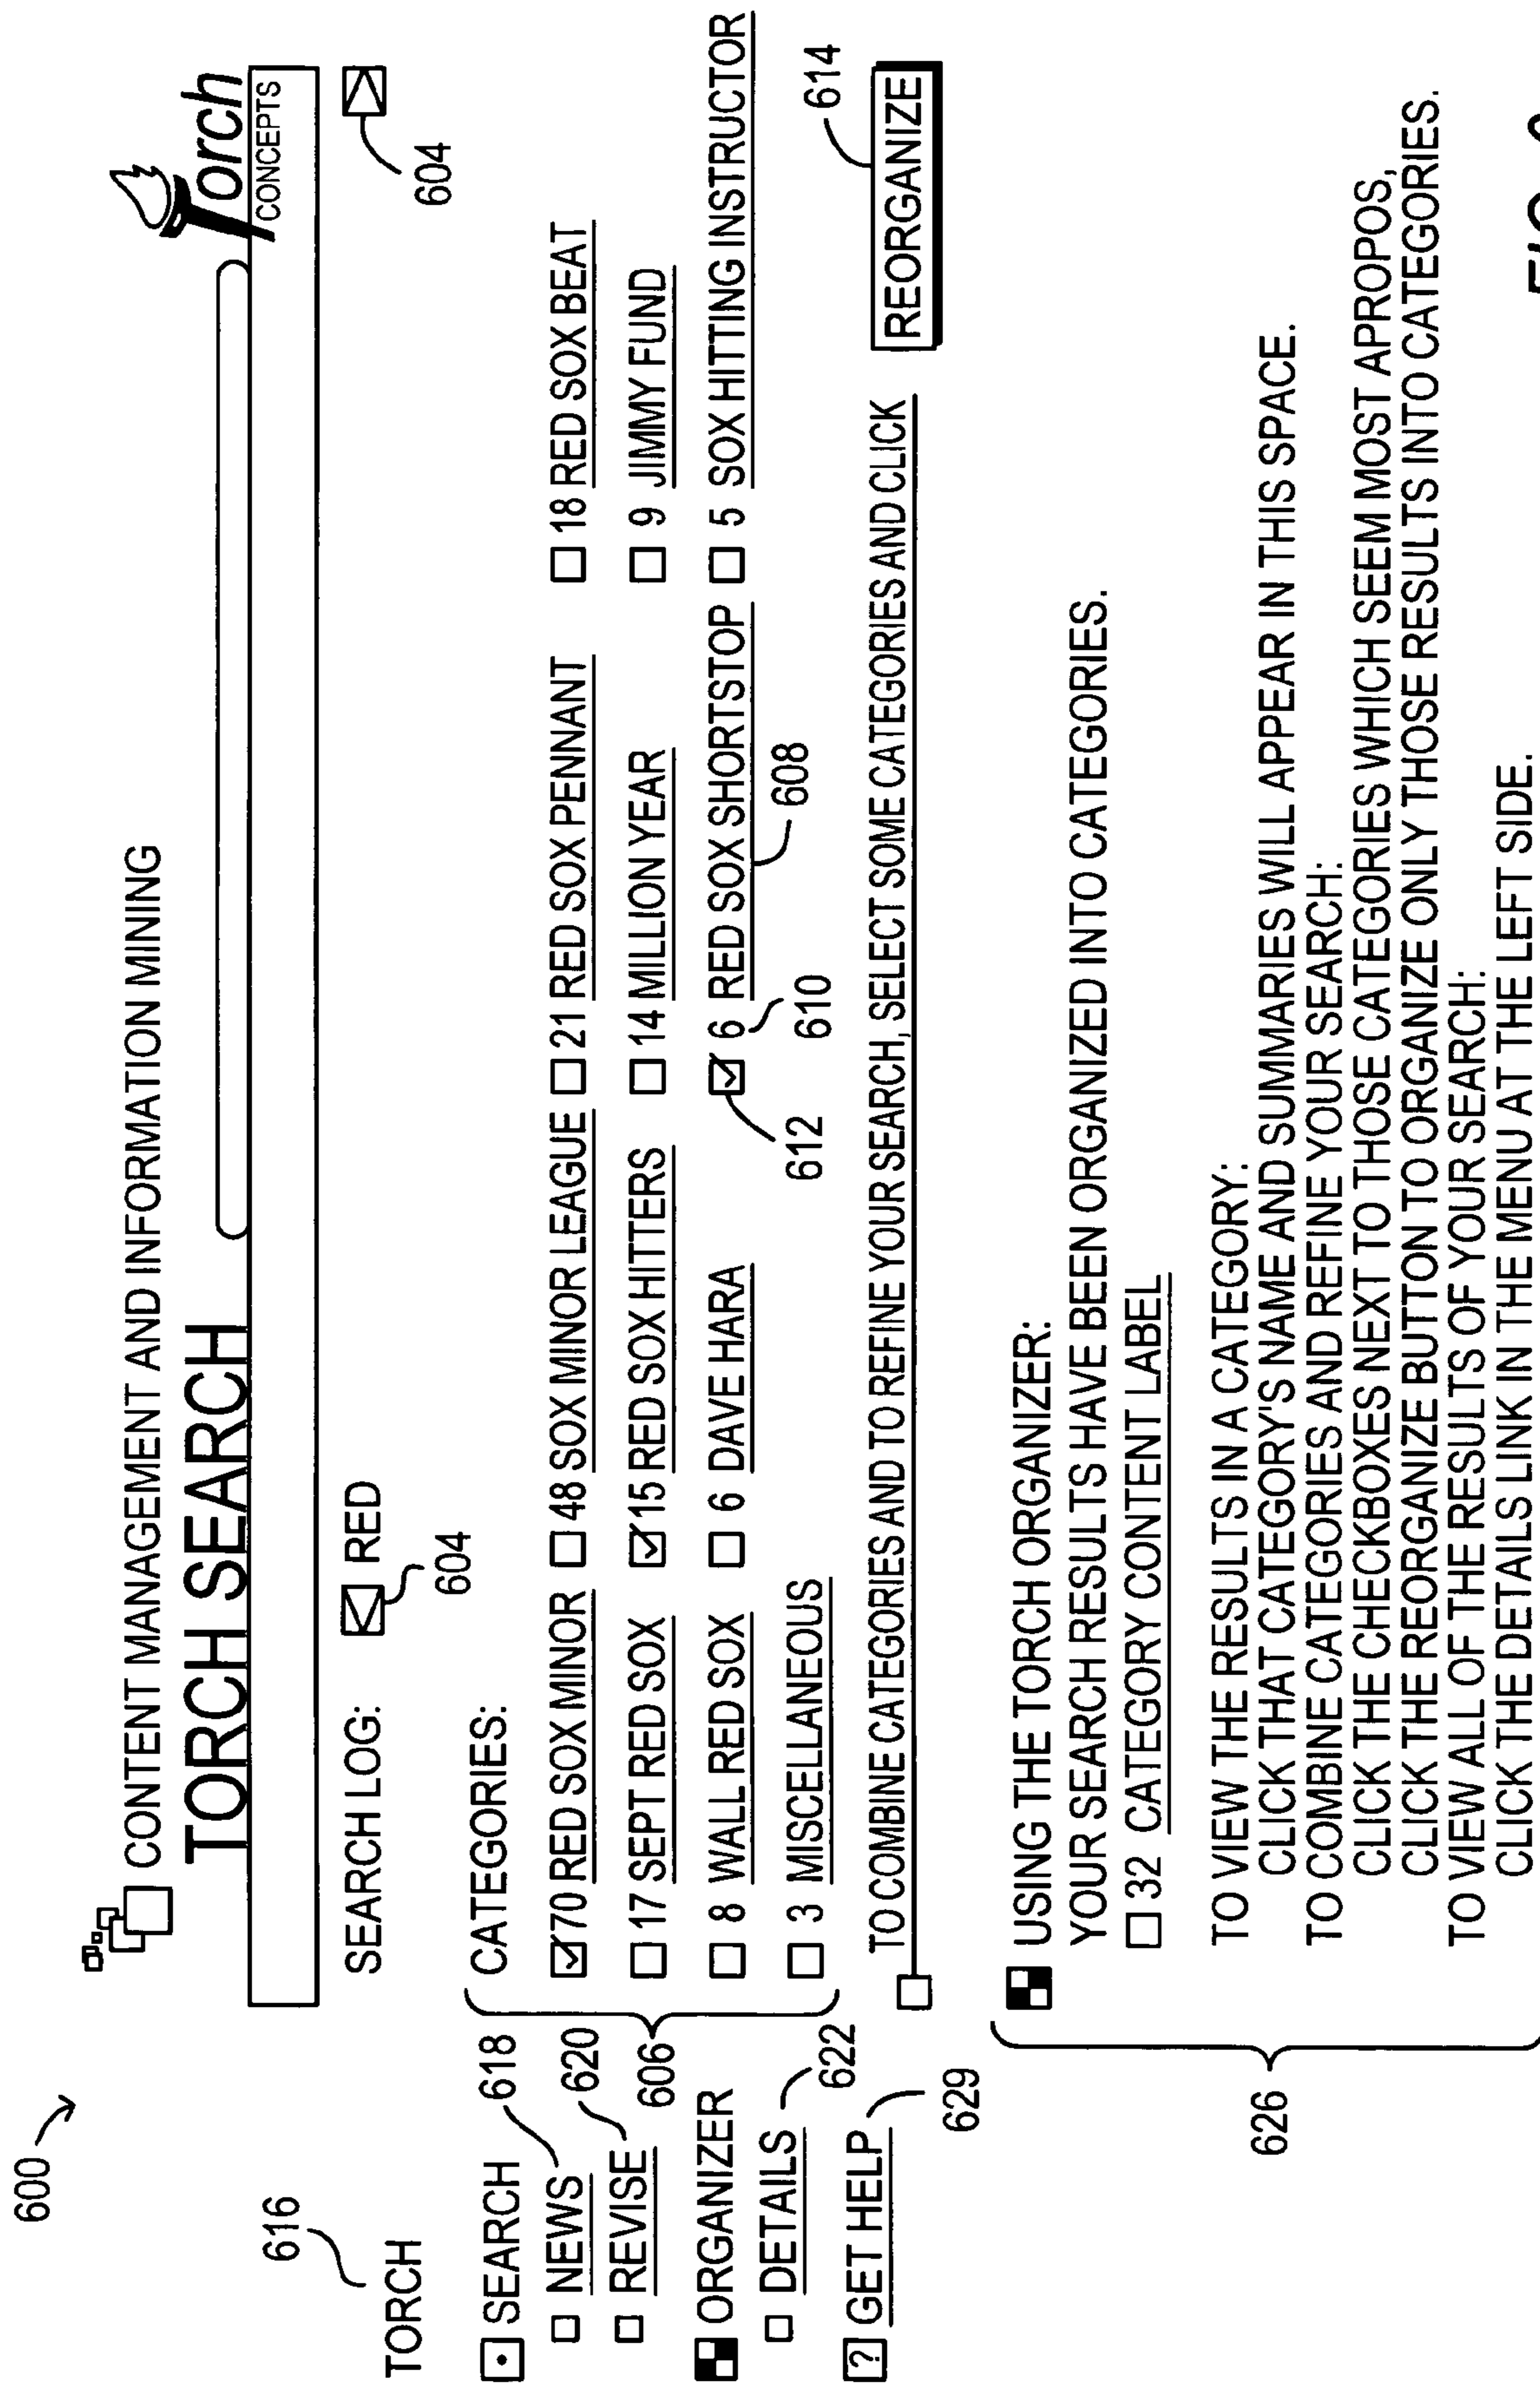 600
CONTENT MANAGEMENT AND INFORMATION MINING
TORCH SEARCH
Torch
CONCEPTS
616
TORCH
SEARCH LOG: RED
604
604
SEARCH
618
NEWS
620
REVISE
606
ORGANIZER
DETAILS
622
GET HELP
629
CATEGORIES:
70 RED SOX MINOR 48 SOX MINOR LEAGUE 21 RED SOX PENNANT 18 RED SOX BEAT
17 SEPT RED SOX 15 RED SOX HITTERS 14 MILLION YEAR 9 JIMMY FUND
8 WALL RED SOX 6 DAVE HARA 6 RED SOX SHORTSTOP 5 SOX HITTING INSTRUCTOR
3 MISCELLANEOUS
612
610
608
614
TO COMBINE CATEGORIES AND TO REFINE YOUR SEARCH, SELECT SOME CATEGORIES AND CLICK REORGANIZE
USING THE TORCH ORGANIZER:
YOUR SEARCH RESULTS HAVE BEEN ORGANIZED INTO CATEGORIES.
32 CATEGORY CONTENT LABEL
626
TO VIEW THE RESULTS IN A CATEGORY:
CLICK THAT CATEGORY'S NAME AND SUMMARIES WILL APPEAR IN THIS SPACE.
TO COMBINE CATEGORIES AND REFINE YOUR SEARCH:
CLICK THE CHECKBOXES NEXT TO THOSE CATEGORIES WHICH SEEM MOST APROPOS,
CLICK THE REORGANIZE BUTTON TO ORGANIZE ONLY THOSE RESULTS INTO CATEGORIES.
TO VIEW ALL OF THE RESULTS OF YOUR SEARCH:
CLICK THE DETAILS LINK IN THE MENU AT THE LEFT SIDE.